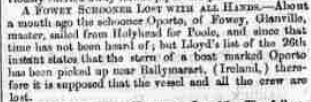 A FOWEY SCHOONER LOST WITH ALL HANDS.—About
a month ago the schooner Oporto, of Fowey, Glanville,
master, sailed from Holyhead for Poole, and since that
time has not been heard of; but Lloyd's list of the 26th
instant states that the stern of a boat marked Oporto
has been picked up near Ballymacart, (Ireland,) there-
fore it is supposed that the vessel and all the crew are
lost.